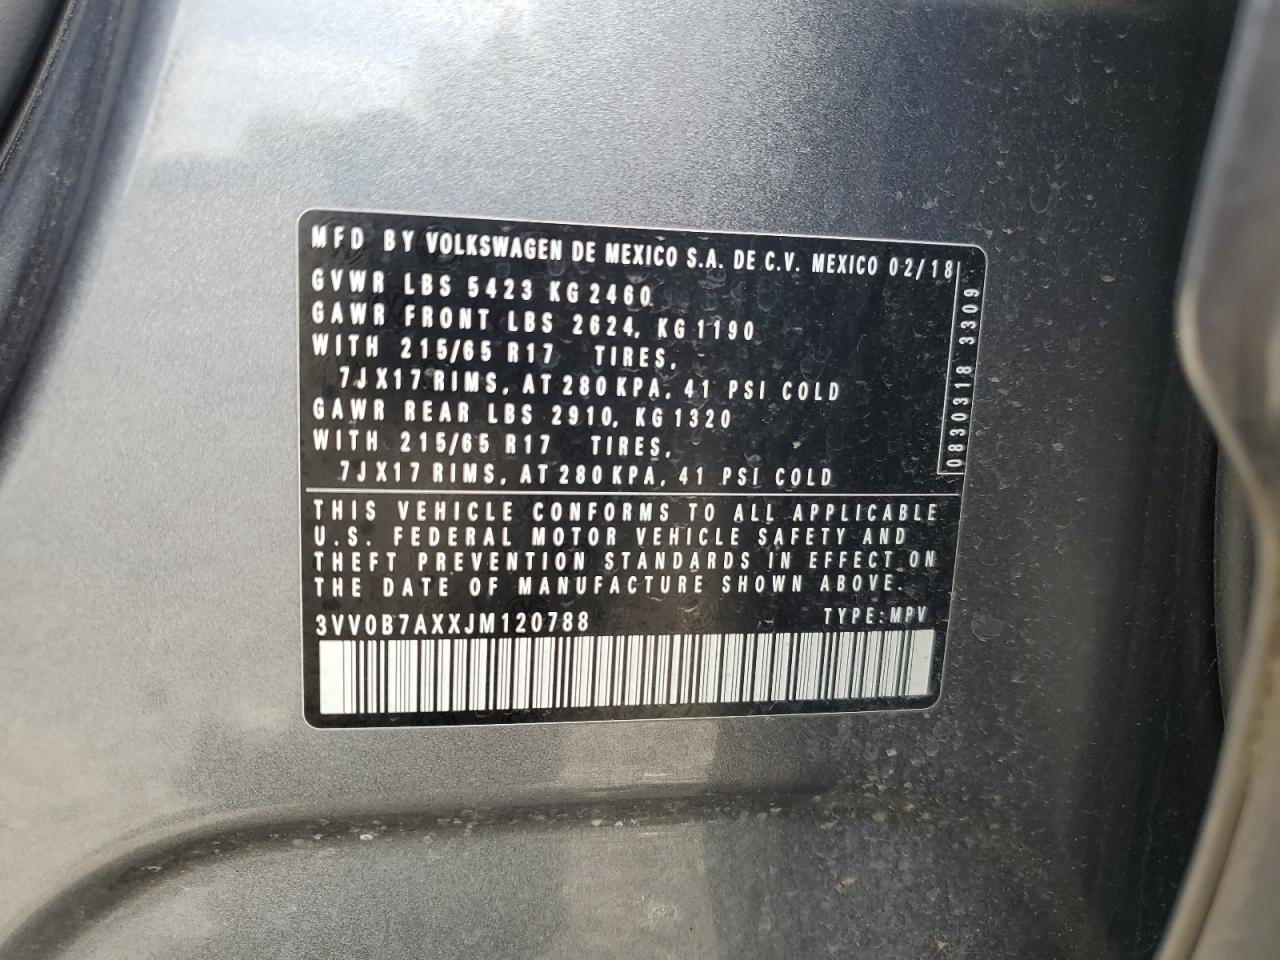 MFD BY VOLKSWAGEN DE MEXICO S.A. DE C.V. MEXICO 02/18
GVWR LBS 5423 KG 2460
GAWR FRONT LBS 2624, KG 1190
WITH 215/65 R17 TIRES,
7J X17 RIMS, AT 280 KPA, 41 PSI COLD
GAWR REAR LBS 2910, KG 1320
WITH 215/65 R17 TIRES,
7J X17 RIMS, AT 280 KPA, 41 PSI COLD
0830318 3309
THIS VEHICLE CONFORMS TO ALL APPLICABLE
U.S. FEDERAL MOTOR VEHICLE SAFETY AND
THEFT PREVENTION STANDARDS IN EFFECT ON
THE DATE OF MANUFACTURE SHOWN ABOVE.
3VV0B7AXXJM120788 TYPE: MPV